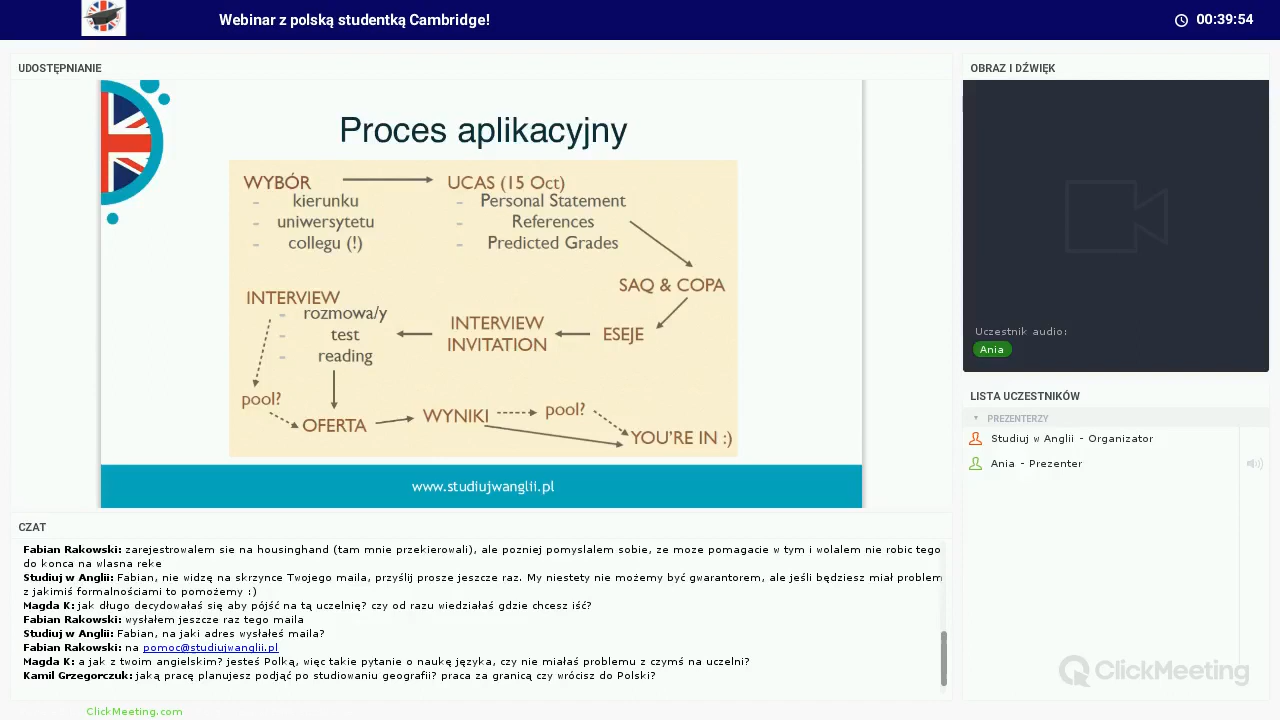 Webinar z polską studentką Cambridge!
00:39:54
UDOSTĘPNIANIE
Proces aplikacyjny
WYBÓR
- kierunku
- uniwersytetu
- collegu (!)
UCAS (15 Oct)
- Personal Statement
- References
- Predicted Grades
SAQ & COPA
ESEJE
INTERVIEW
INVITATION
INTERVIEW
- rozmowa/y
- test
- reading
pool?
OFERTA
WYNIKI
pool?
YOU'RE IN :)
www.studiujwanglii.pl
OBRAZ I DŹWIĘK
Uczestnik audio:
Ania
LISTA UCZESTNIKÓW
PREZENTERZY
Studiuj w Anglii - Organizator
Ania - Prezenter
CZAT
Fabian Rakowski: zarejestrowalem sie na housinghand (tam mnie przekierowali), ale pozniej pomyslalem sobie, ze moze pomagacie w tym i wolalem nie robic tego
do konca na wlasna reke
Studiuj w Anglii: Fabian, nie widzę na skrzynce Twojego maila, przyślij prosze jeszcze raz. My niestety nie możemy być gwarantorem, ale jeśli będziesz miał problem
z jakimiś formalnościami to pomożemy :)
Magda K: jak długo decydowałaś się aby pójść na tą uczelnię? czy od razu wiedziałaś gdzie chcesz iść?
Fabian Rakowski: wysłałem jeszcze raz tego maila
Studiuj w Anglii: Fabian, na jaki adres wysłałeś maila?
Fabian Rakowski: na pomoc@studiujwanglii.pl
Magda K: a jak z twoim angielskim? jesteś Polką, więc takie pytanie o naukę języka, czy nie miałaś problemu z czymś na uczelni?
Kamil Grzegorczuk: jaką pracę planujesz podjąć po studiowaniu geografii? praca za granicą czy wrócisz do Polski?
ClickMeeting
ClickMeeting.com